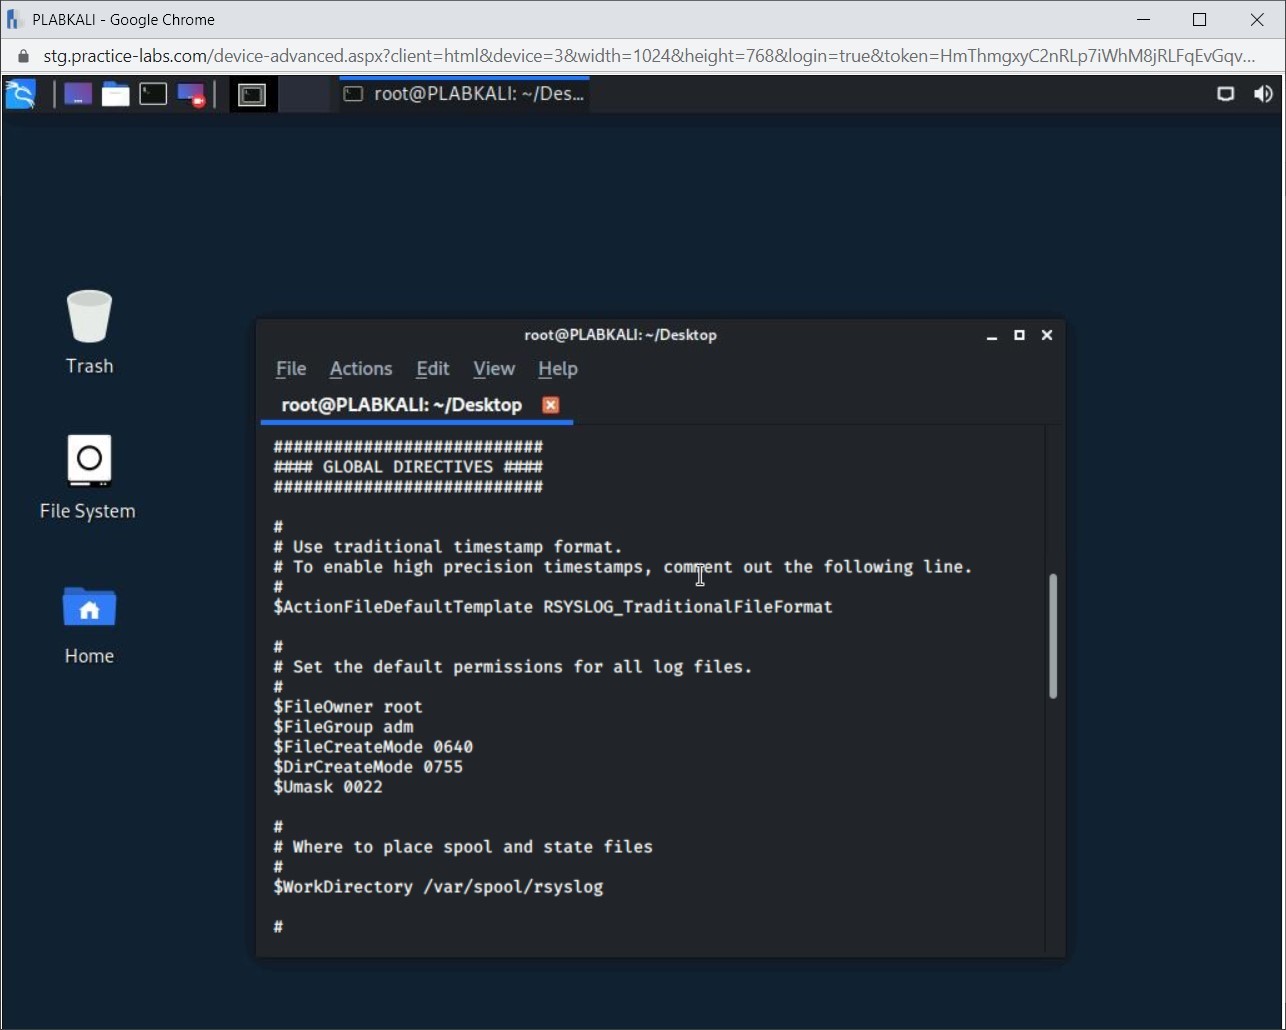 PLABKALI - Google Chrome
stg.practice-labs.com/device-advanced.aspx?client=html&device=3&width=1024&height=768&login=true&token=HmThmgxyC2nRLp7iWhM8jRLFqEvGqv...
root@PLABKALI: ~/Des...
Trash
File System
Home
root@PLABKALI: ~/Desktop
File Actions Edit View Help
root@PLABKALI: ~/Desktop
###########################
#### GLOBAL DIRECTIVES ####
###########################
#
# Use traditional timestamp format.
# To enable high precision timestamps, comment out the following line.
#
$ActionFileDefaultTemplate RSYSLOG_TraditionalFileFormat
#
# Set the default permissions for all log files.
#
$FileOwner root
$FileGroup adm
$FileCreateMode 0640
$DirCreateMode 0755
$Umask 0022
#
# Where to place spool and state files
#
$WorkDirectory /var/spool/rsyslog
#